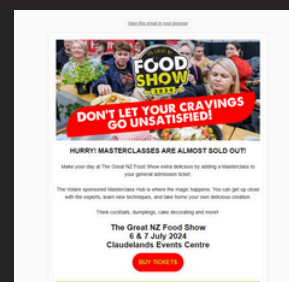 View this email in your browser
THE GREAT NZ
FOOD
SHOW
2024
DON'T LET YOUR CRAVINGS
GO UNSATISFIED!
HURRY! MASTERCLASSES ARE ALMOST SOLD OUT!
Make your day at The Great NZ Food Show extra delicious by adding a Masterclass to
your general admission ticket.
The Volare sponsored Masterclass Hub is where the magic happens. You can get up close
with the experts, learn new techniques, and take home your own delicious creation.
Think cocktails, dumplings, cake decorating and more!
The Great NZ Food Show
6 & 7 July 2024
Claudelands Events Centre
BUY TICKETS